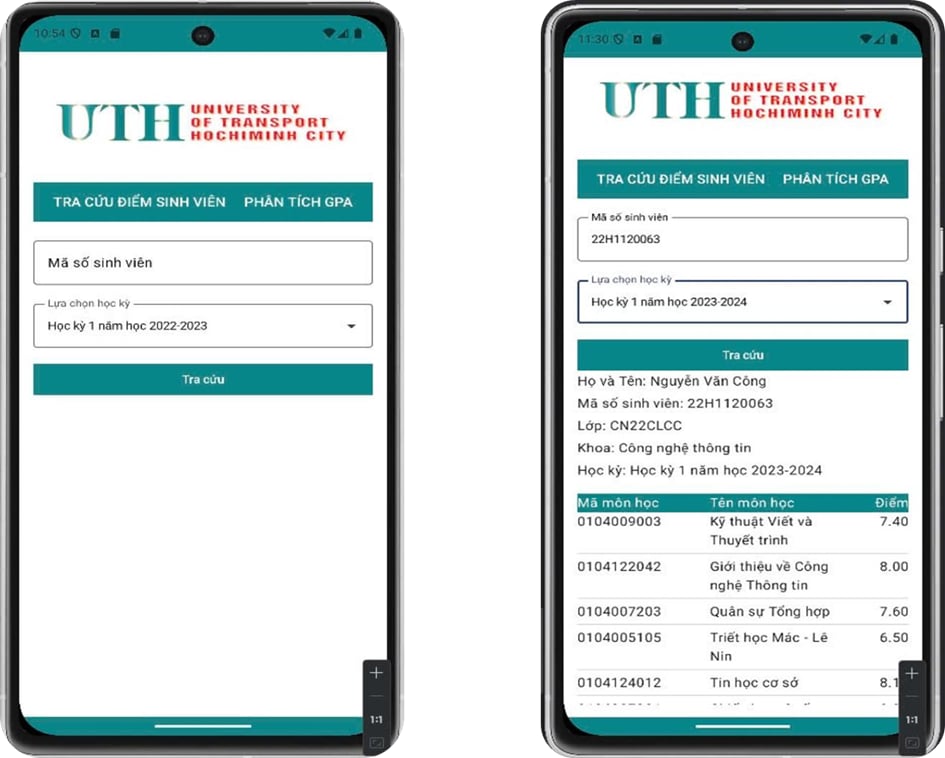 10:54
UTH UNIVERSITY
OF TRANSPORT
HOCHIMINH CITY
TRA CỨU ĐIỂM SINH VIÊN PHÂN TÍCH GPA
Mã số sinh viên
Lựa chọn học kỳ
Học kỳ 1 năm học 2022-2023
Tra cứu
1:1
11:30
UTH UNIVERSITY
OF TRANSPORT
HOCHIMINH CITY
TRA CỨU ĐIỂM SINH VIÊN PHÂN TÍCH GPA
Mã số sinh viên
22H1120063
Lựa chọn học kỳ
Học kỳ 1 năm học 2023-2024
Tra cứu
Họ và Tên: Nguyễn Văn Công
Mã số sinh viên: 22H1120063
Lớp: CN22CLCC
Khoa: Công nghệ thông tin
Học kỳ: Học kỳ 1 năm học 2023-2024
Mã môn học Tên môn học Điểm
0104009003 Kỹ thuật Viết và 7.40
Thuyết trình
0104122042 Giới thiệu về Công 8.00
nghệ Thông tin
0104007203 Quân sự Tổng hợp 7.60
0104005105 Triết học Mác - Lê 6.50
Nin
0104124012 Tin học cơ sở 8.1
1:1